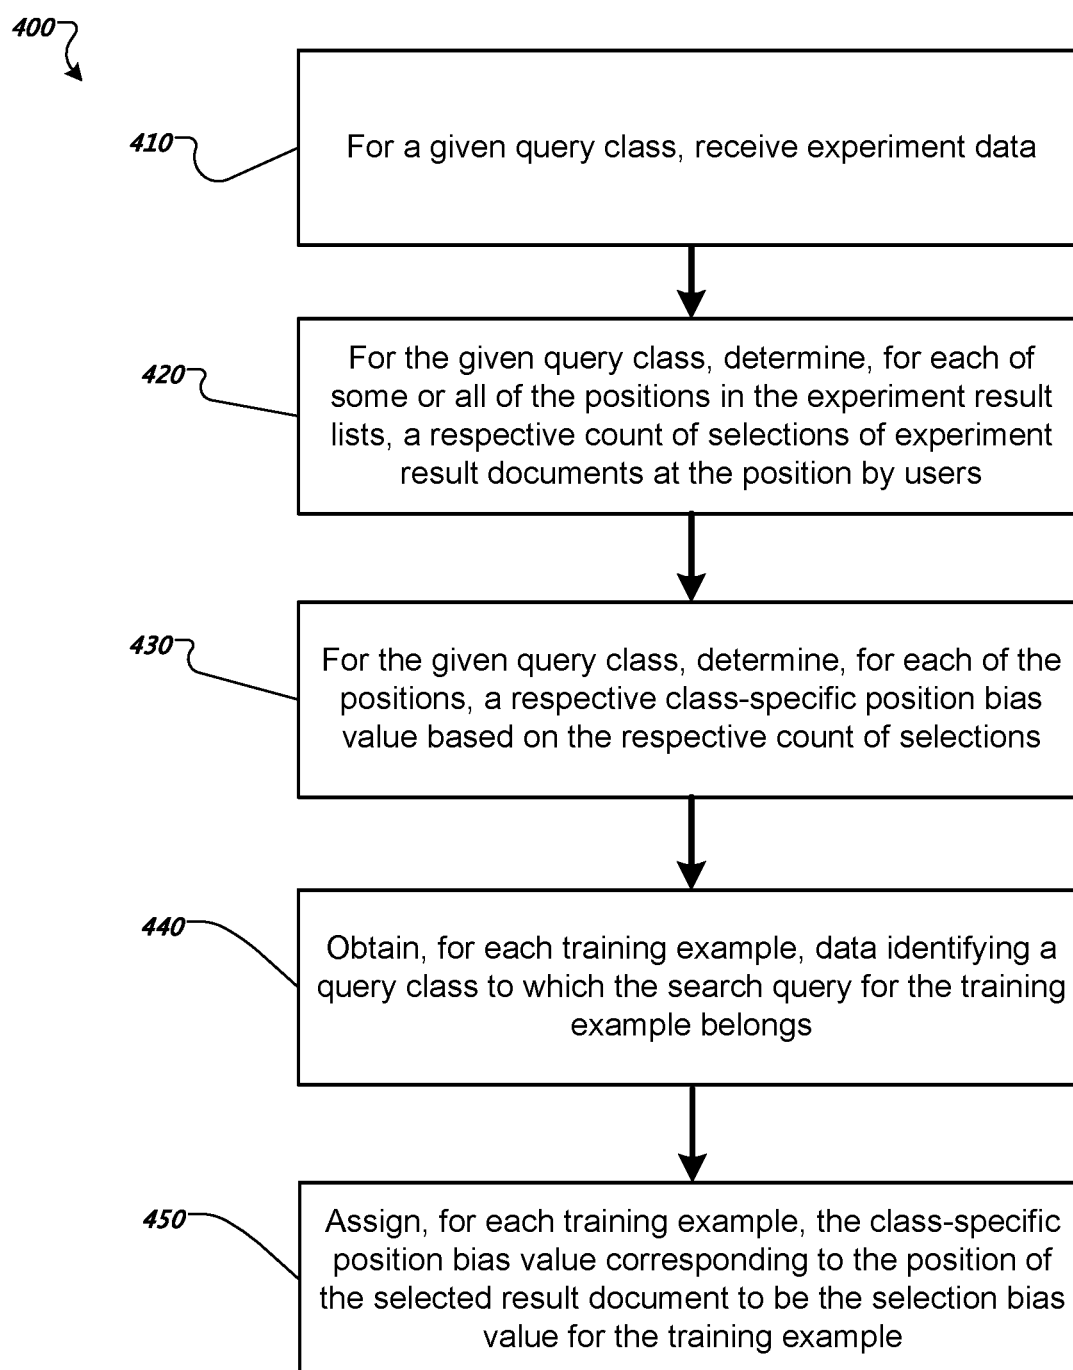 400
410
For a given query class, receive experiment data
420
For the given query class, determine, for each of
some or all of the positions in the experiment result
lists, a respective count of selections of experiment
result documents at the position by users
430
For the given query class, determine, for each of the
positions, a respective class-specific position bias
value based on the respective count of selections
440
Obtain, for each training example, data identifying a
query class to which the search query for the training
example belongs
450
Assign, for each training example, the class-specific
position bias value corresponding to the position of
the selected result document to be the selection bias
value for the training example